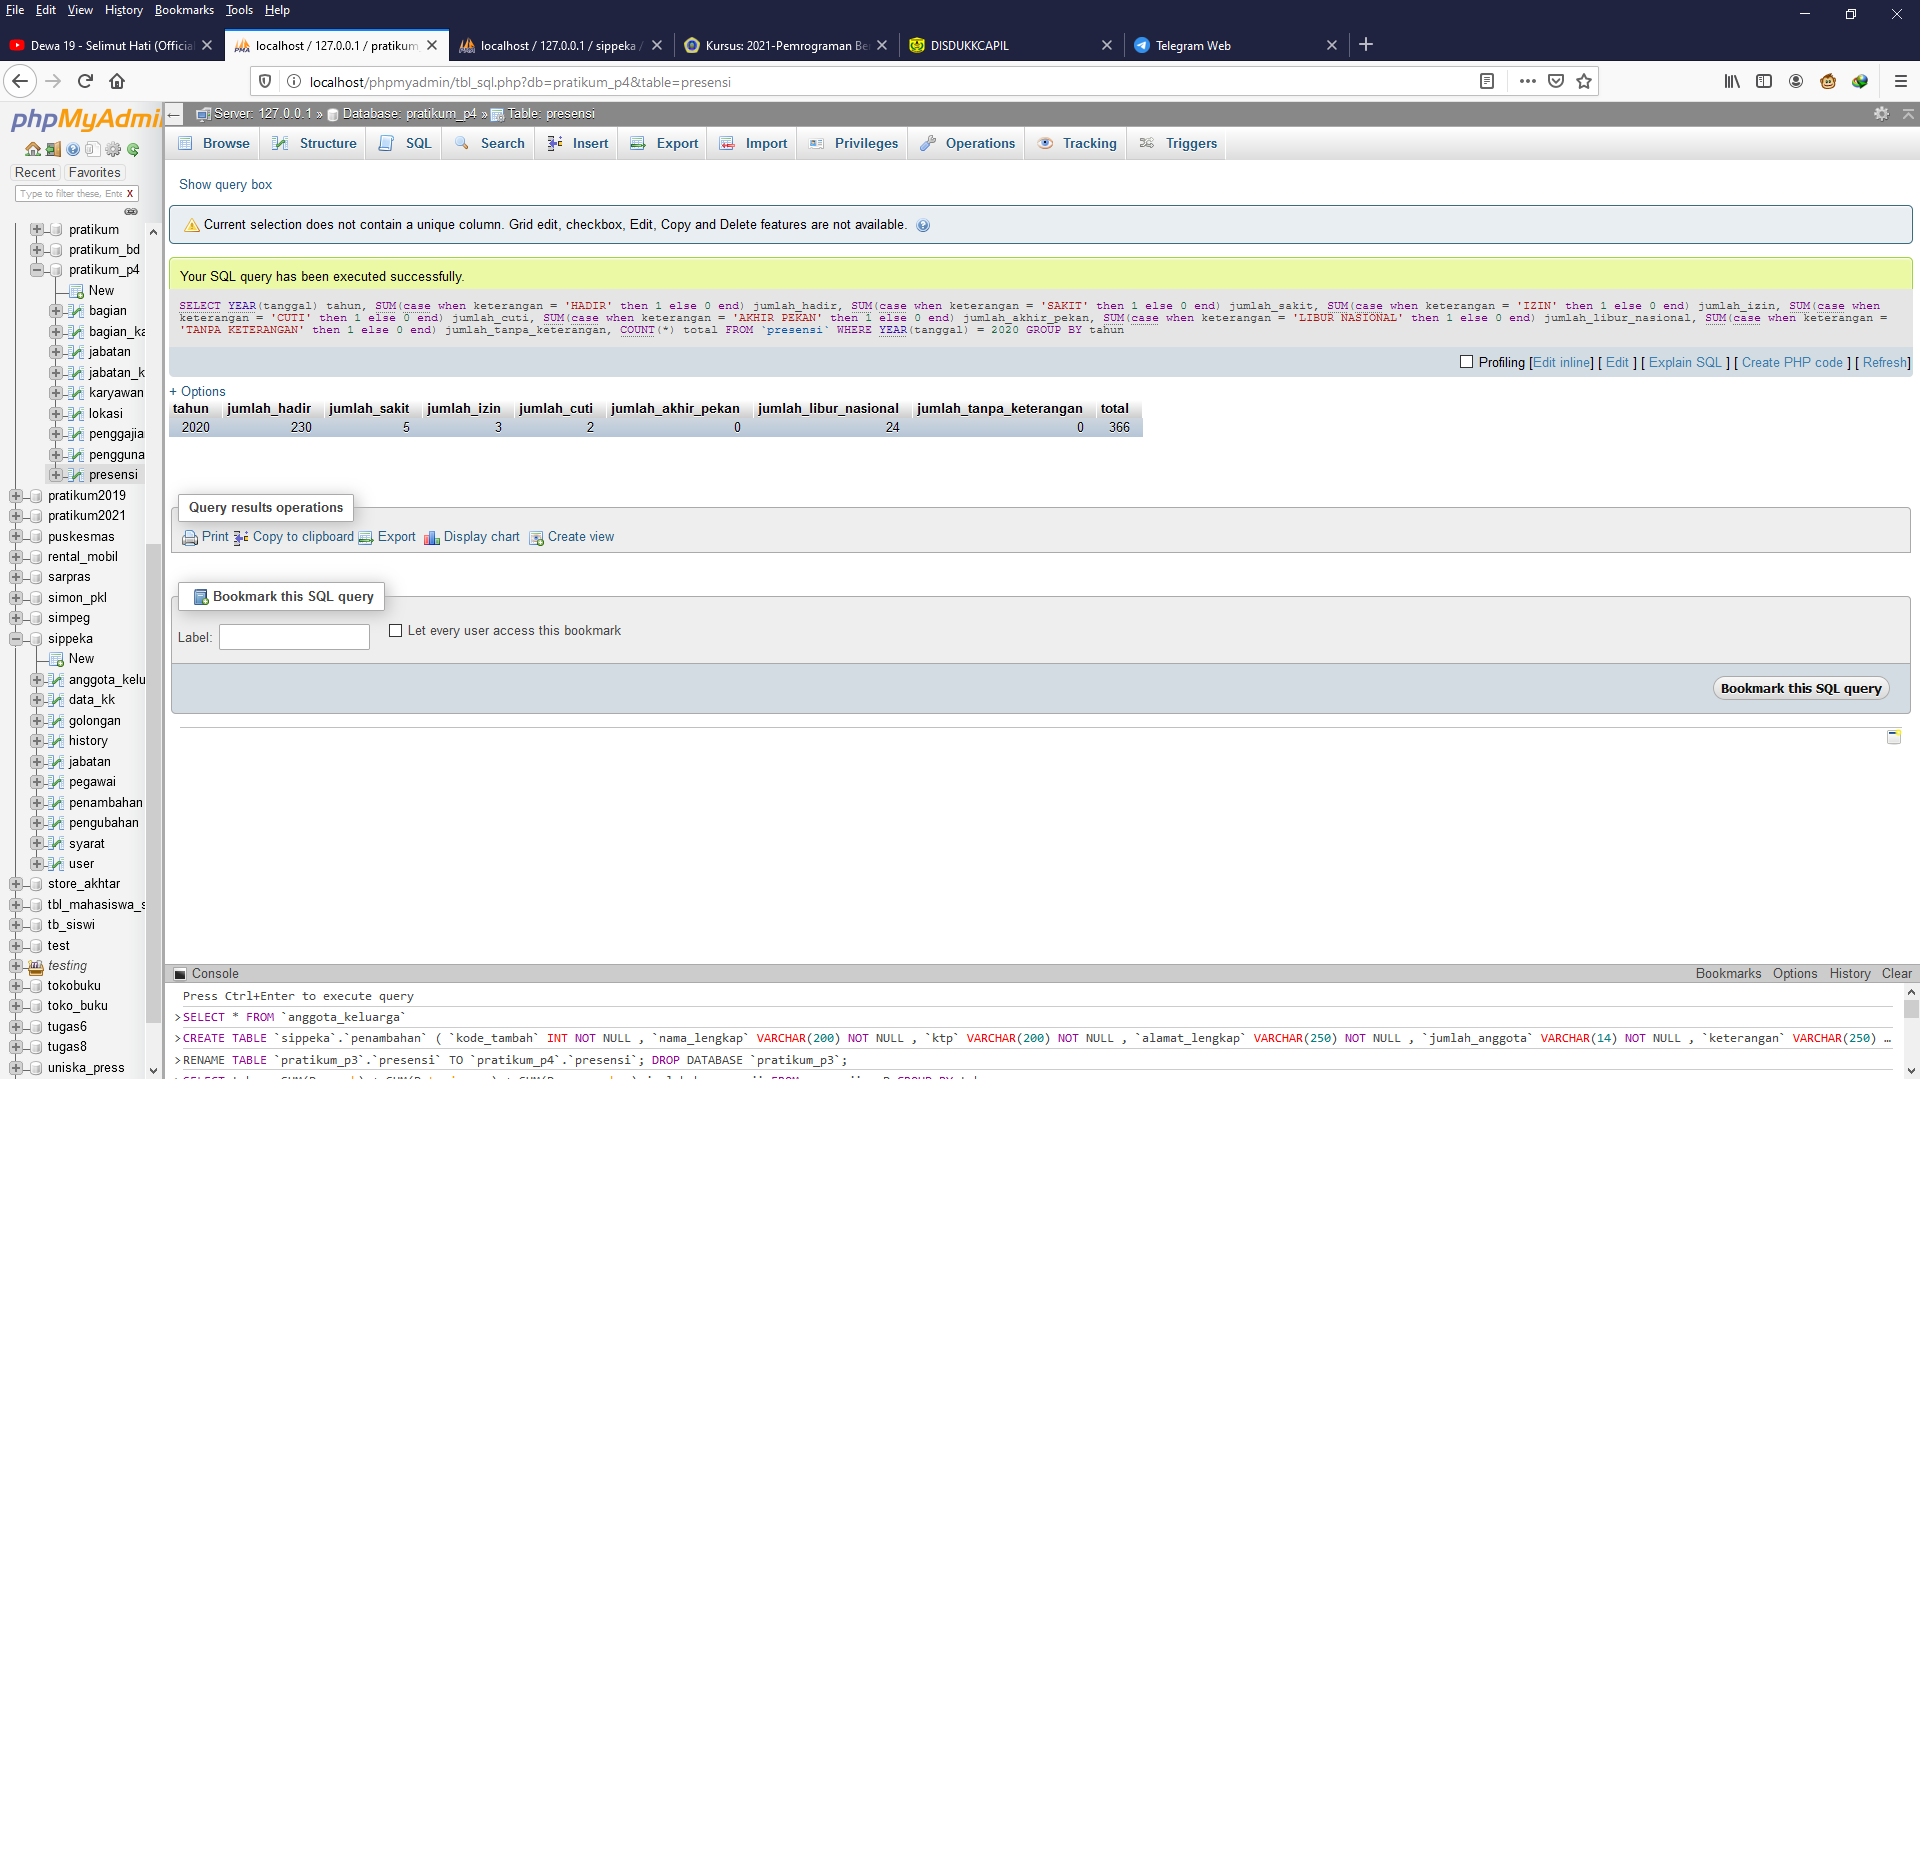 File Edit View History Bookmarks Tools Help
Dewa 19 - Selimut Hati (Official
localhost / 127.0.0.1 / pratikum
localhost / 127.0.0.1 / sippeka /
Kursus: 2021-Pemrograman Be
DISDUKKCAPIL
Telegram Web
localhost/phpmyadmin/tbl_sql.php?db=pratikum_p4&table=presensi
phpMyAdmi
Recent Favorites
Type to filter these, Ente X
pratikum
pratikum_bd
pratikum_p4
New
bagian
bagian_ka
jabatan
jabatan_k
karyawan
lokasi
penggajia
pengguna
presensi
pratikum2019
pratikum2021
puskesmas
rental_mobil
sarpras
simon_pkl
simpeg
sippeka
New
anggota_kelu
data_kk
golongan
history
jabatan
pegawai
penambahan
pengubahan
syarat
user
store_akhtar
tbl_mahasiswa_s
tb_siswi
test
testing
tokobuku
toko_buku
tugas6
tugas8
uniska_press
Server: 127.0.0.1 » Database: pratikum_p4 » Table: presensi
Browse Structure SQL Search Insert Export Import Privileges Operations Tracking Triggers
Show query box
Current selection does not contain a unique column. Grid edit, checkbox, Edit, Copy and Delete features are not available.
Your SQL query has been executed successfully.
SELECT YEAR(tanggal) tahun, SUM(case when keterangan = 'HADIR' then 1 else 0 end) jumlah_hadir, SUM(case when keterangan = 'SAKIT' then 1 else 0 end) jumlah_sakit, SUM(case when keterangan = 'IZIN' then 1 else 0 end) jumlah_izin, SUM(case when
keterangan = 'CUTI' then 1 else 0 end) jumlah_cuti, SUM(case when keterangan = 'AKHIR PEKAN' then 1 else 0 end) jumlah_akhir_pekan, SUM(case when keterangan = 'LIBUR NASIONAL' then 1 else 0 end) jumlah_libur_nasional, SUM(case when keterangan =
'TANPA KETERANGAN' then 1 else 0 end) jumlah_tanpa_keterangan, COUNT(*) total FROM `presensi` WHERE YEAR(tanggal) = 2020 GROUP BY tahun
Profiling [Edit inline] [ Edit ] [ Explain SQL ] [ Create PHP code ] [ Refresh]
+ Options
tahun jumlah_hadir jumlah_sakit jumlah_izin jumlah_cuti jumlah_akhir_pekan jumlah_libur_nasional jumlah_tanpa_keterangan total
2020 230 5 3 2 0 24 0 366
Query results operations
Print Copy to clipboard Export Display chart Create view
Bookmark this SQL query
Label: Let every user access this bookmark
Bookmark this SQL query
Console Bookmarks Options History Clear
Press Ctrl+Enter to execute query
>SELECT * FROM `anggota_keluarga`
>CREATE TABLE `sippeka`.`penambahan` ( `kode_tambah` INT NOT NULL , `nama_lengkap` VARCHAR(200) NOT NULL , `ktp` VARCHAR(200) NOT NULL , `alamat_lengkap` VARCHAR(250) NOT NULL , `jumlah_anggota` VARCHAR(14) NOT NULL , `keterangan` VARCHAR(250) …
>RENAME TABLE `pratikum_p3`.`presensi` TO `pratikum_p4`.`presensi`; DROP DATABASE `pratikum_p3`;